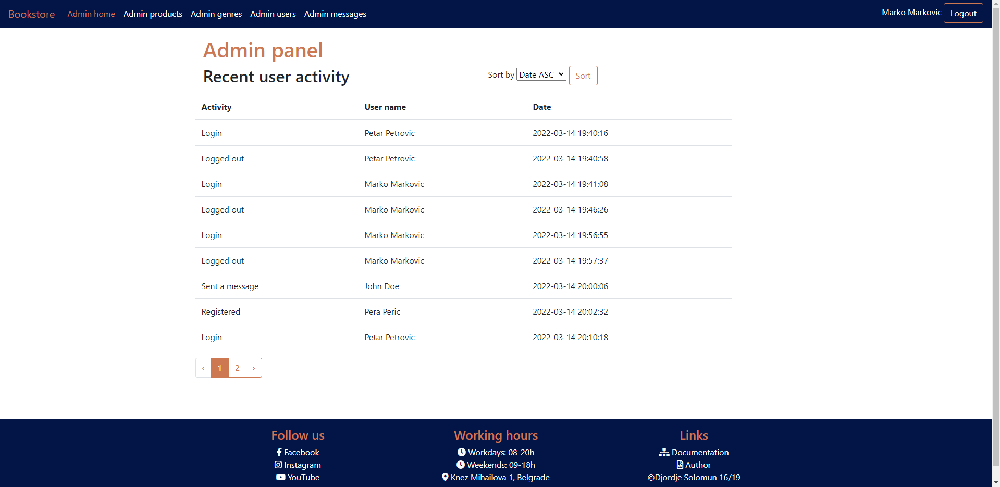 Bookstore Admin home Admin products Admin genres Admin users Admin messages Marko Markovic Logout
Admin panel
Recent user activity Sort by Date ASC Sort
Activity User name Date
Login Petar Petrovic 2022-03-14 19:40:16
Logged out Petar Petrovic 2022-03-14 19:40:58
Login Marko Markovic 2022-03-14 19:41:08
Logged out Marko Markovic 2022-03-14 19:46:26
Login Marko Markovic 2022-03-14 19:56:55
Logged out Marko Markovic 2022-03-14 19:57:37
Sent a message John Doe 2022-03-14 20:00:06
Registered Pera Peric 2022-03-14 20:02:32
Login Petar Petrovic 2022-03-14 20:10:18
‹ 1 2 ›
Follow us Working hours Links
Facebook Workdays: 08-20h Documentation
Instagram Weekends: 09-18h Author
YouTube Knez Mihailova 1, Belgrade ©Djordje Solomun 16/19